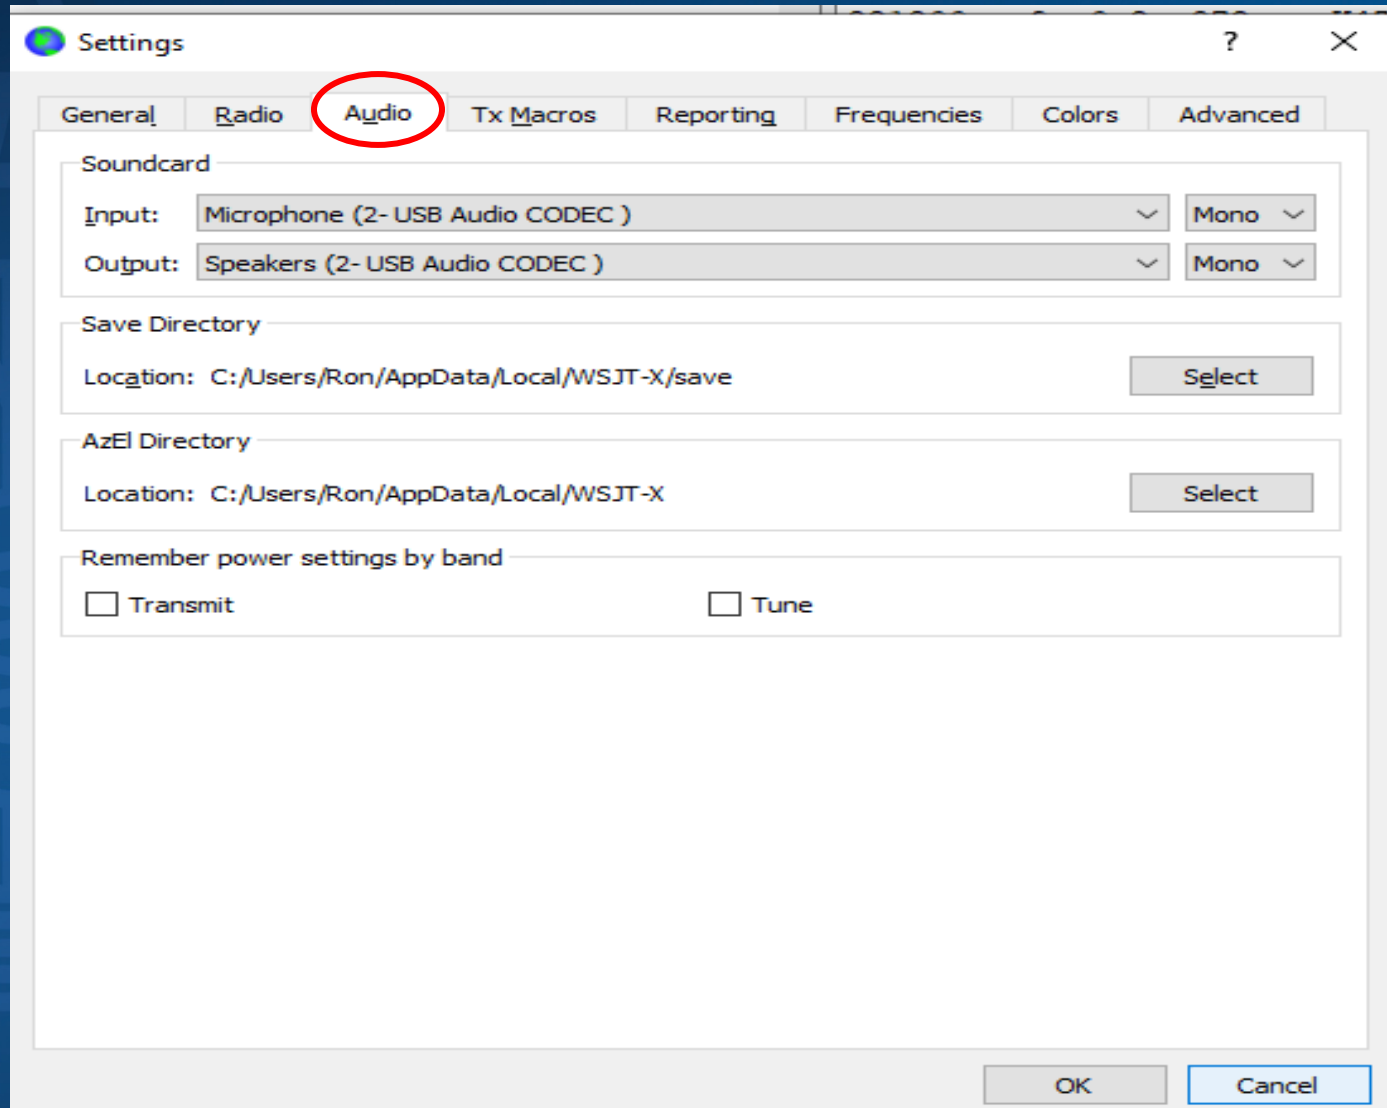 Settings ?
General Radio Audio Tx Macros Reporting Frequencies Colors Advanced
Soundcard
Input: Microphone (2- USB Audio CODEC ) Mono
Output: Speakers (2- USB Audio CODEC ) Mono
Save Directory
Location: C:/Users/Ron/AppData/Local/WSJT-X/save Select
AzEl Directory
Location: C:/Users/Ron/AppData/Local/WSJT-X Select
Remember power settings by band
Transmit Tune
OK Cancel